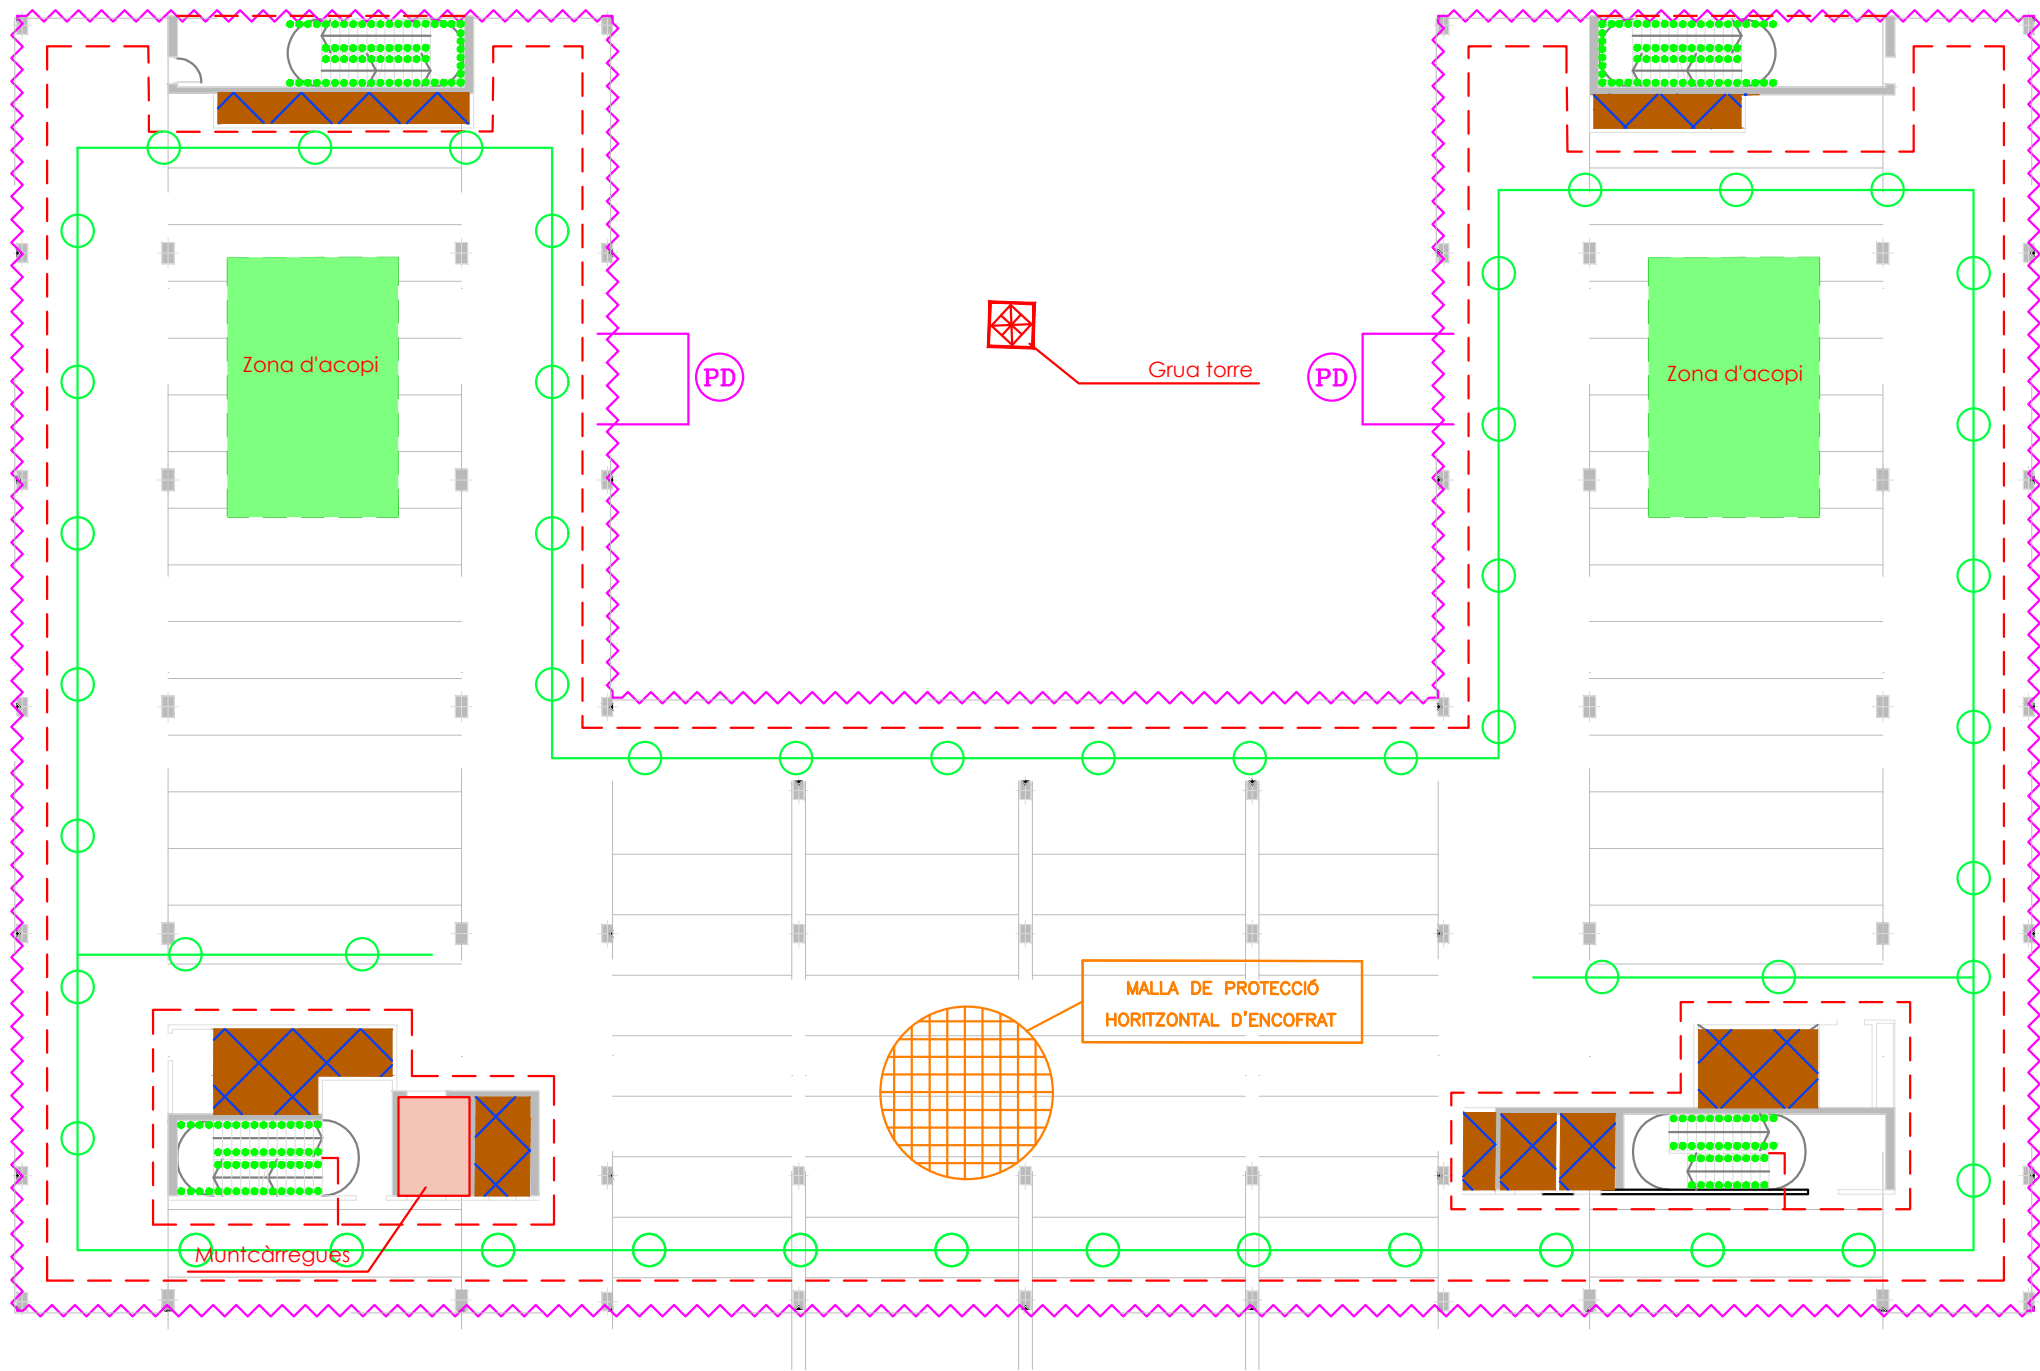 Zona d'acopi
PD
Grua torre
PD
Zona d'acopi
MALLA DE PROTECCIÓ
HORITZONTAL D'ENCOFRAT
Muntcàrregues